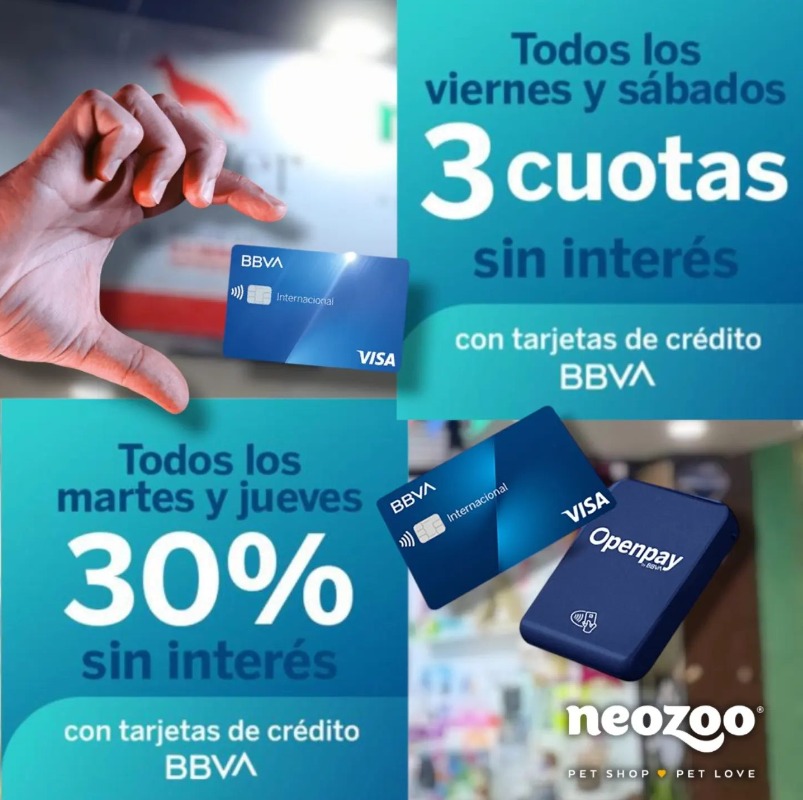 Todos los
viernes y sábados
3 cuotas
sin interés
con tarjetas de crédito
BBVA
BBVA
Internacional
VISA
Todos los
martes y jueves
30%
sin interés
con tarjetas de crédito
BBVA
BBVA
Internacional
VISA
Openpay
by BBVA
neozoo®
PET SHOP PET LOVE